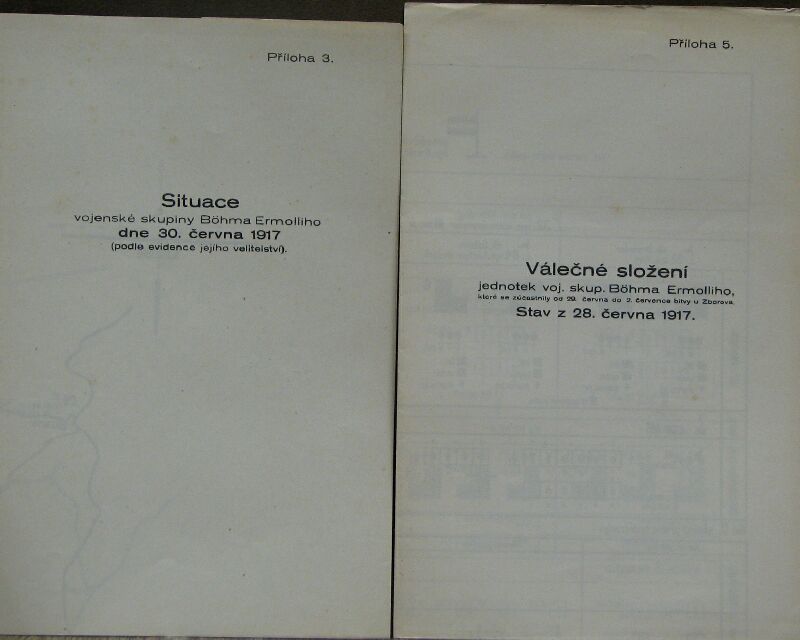 Příloha 3.
Situace
vojenské skupiny Böhma Ermolliho
dne 30. června 1917
(podle evidence jejího velitelství).
Příloha 5.
Válečné složení
jednotek voj. skup. Böhma Ermolliho,
které se zúčastnily od 29. června do 2. července bitvy u Zborova.
Stav z 28. června 1917.